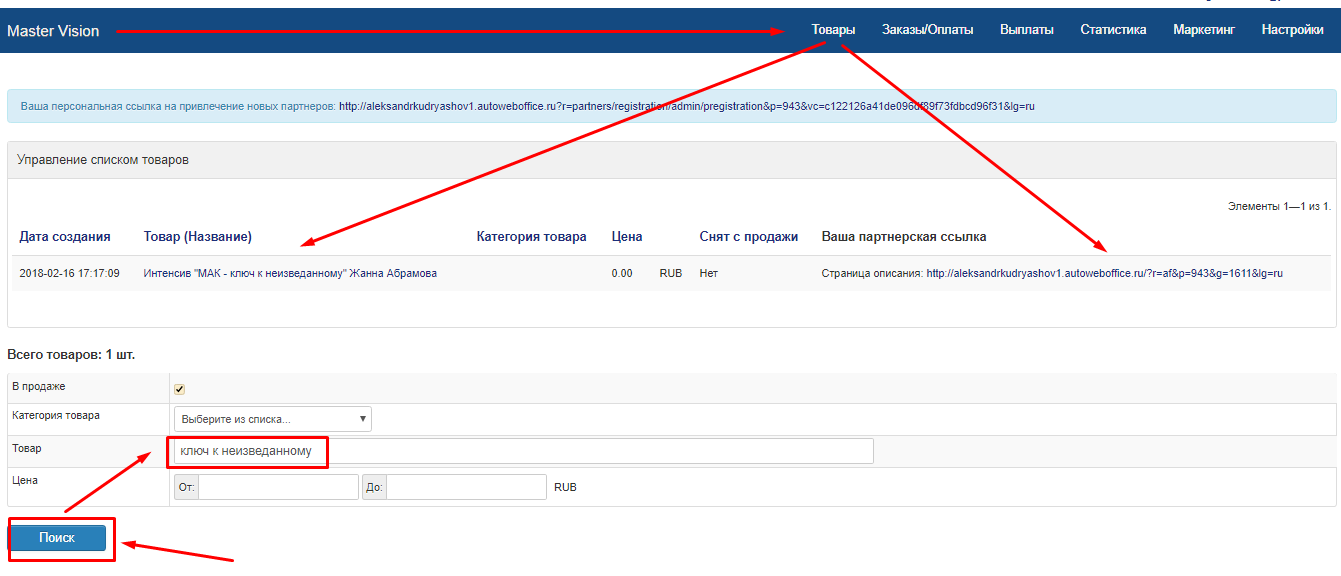 Master Vision Товары Заказы/Оплаты Выплаты Статистика Маркетинг Настройки
Ваша персональная ссылка на привлечение новых партнеров: http://aleksandrkudryashov1.autoweboffice.ru?r=partners/registration/admin/pregistration&p=943&vc=c122126a41de096df89f73fdbcd96f31&lg=ru
Управление списком товаров
Элементы 1—1 из 1.
Дата создания Товар (Название) Категория товара Цена Снят с продажи Ваша партнерская ссылка
2018-02-16 17:17:09 Интенсив "МАК - ключ к неизведанному" Жанна Абрамова 0.00 RUB Нет Страница описания: http://aleksandrkudryashov1.autoweboffice.ru/?r=af&p=943&g=1611&lg=ru
Всего товаров: 1 шт.
В продаже
Категория товара Выберите из списка...
Товар ключ к неизведанному
Цена От: До: RUB
Поиск